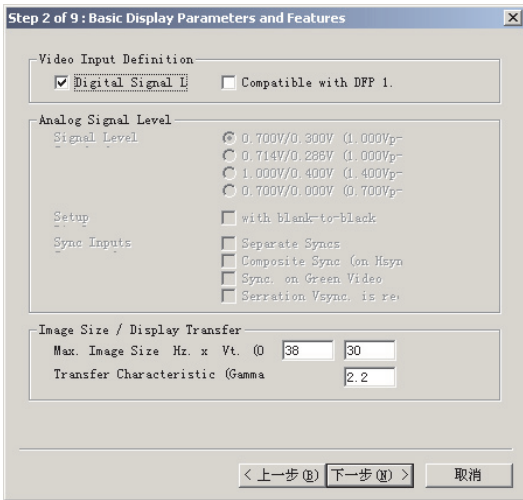 Step 2 of 9 : Basic Display Parameters and Features
Video Input Definition
Digital Signal L
Compatible with DFP 1.
Analog Signal Level
Signal Level
0.700V/0.300V (1.000Vp-
0.714V/0.286V (1.000Vp-
1.000V/0.400V (1.400Vp-
0.700V/0.000V (0.700Vp-
Setup
with blank-to-black
Sync Inputs
Separate Syncs
Composite Sync (on Hsyn
Sync. on Green Video
Serration Vsync. is re
Image Size / Display Transfer
Max. Image Size Hz. x Vt. (0 38 30
Transfer Characteristic (Gamma 2.2
< 上一步(B) 下一步(N) > 取消